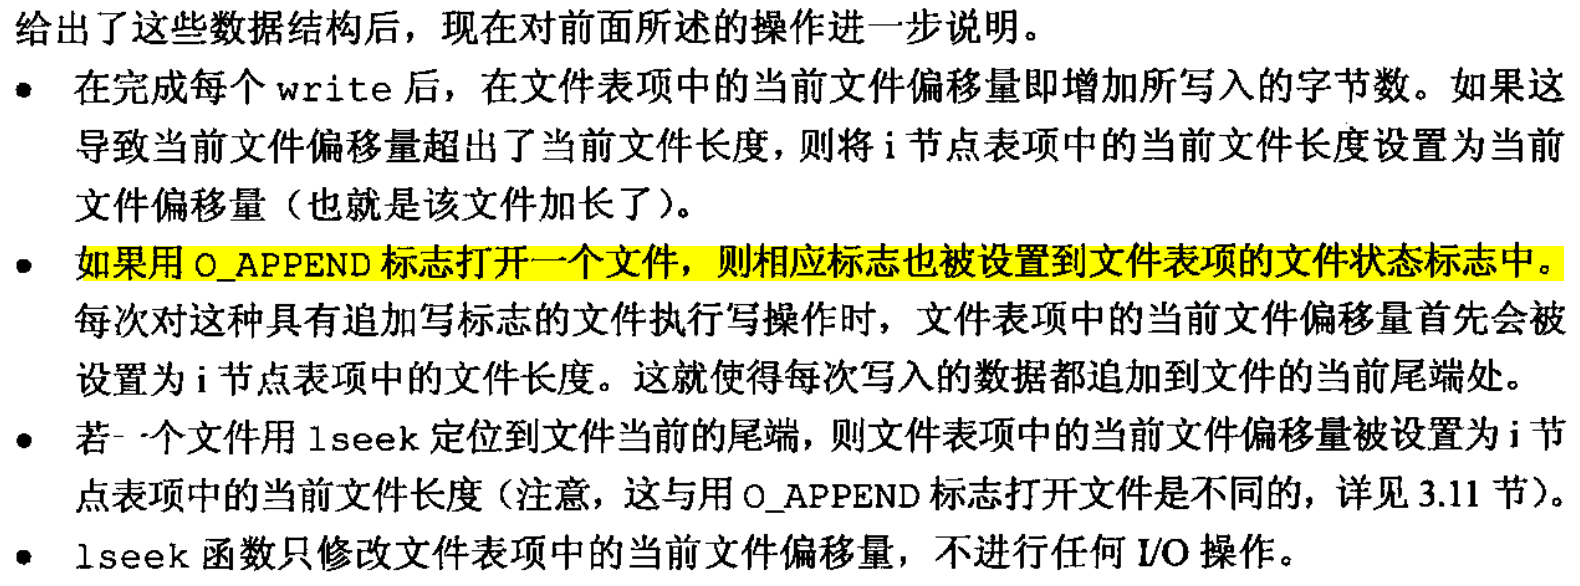 给出了这些数据结构后，现在对前面所述的操作进一步说明。
• 在完成每个 write 后，在文件表项中的当前文件偏移量即增加所写入的字节数。如果这
导致当前文件偏移量超出了当前文件长度，则将 i 节点表项中的当前文件长度设置为当前
文件偏移量（也就是该文件加长了）。
• 如果用 O_APPEND 标志打开一个文件，则相应标志也被设置到文件表项的文件状态标志中。
每次对这种具有追加写标志的文件执行写操作时，文件表项中的当前文件偏移量首先会被
设置为 i 节点表项中的文件长度。这就使得每次写入的数据都追加到文件的当前尾端处。
• 若一个文件用 lseek 定位到文件当前的尾端，则文件表项中的当前文件偏移量被设置为 i 节
点表项中的当前文件长度（注意，这与用 O_APPEND 标志打开文件是不同的，详见 3.11 节）。
• lseek 函数只修改文件表项中的当前文件偏移量，不进行任何 I/O 操作。